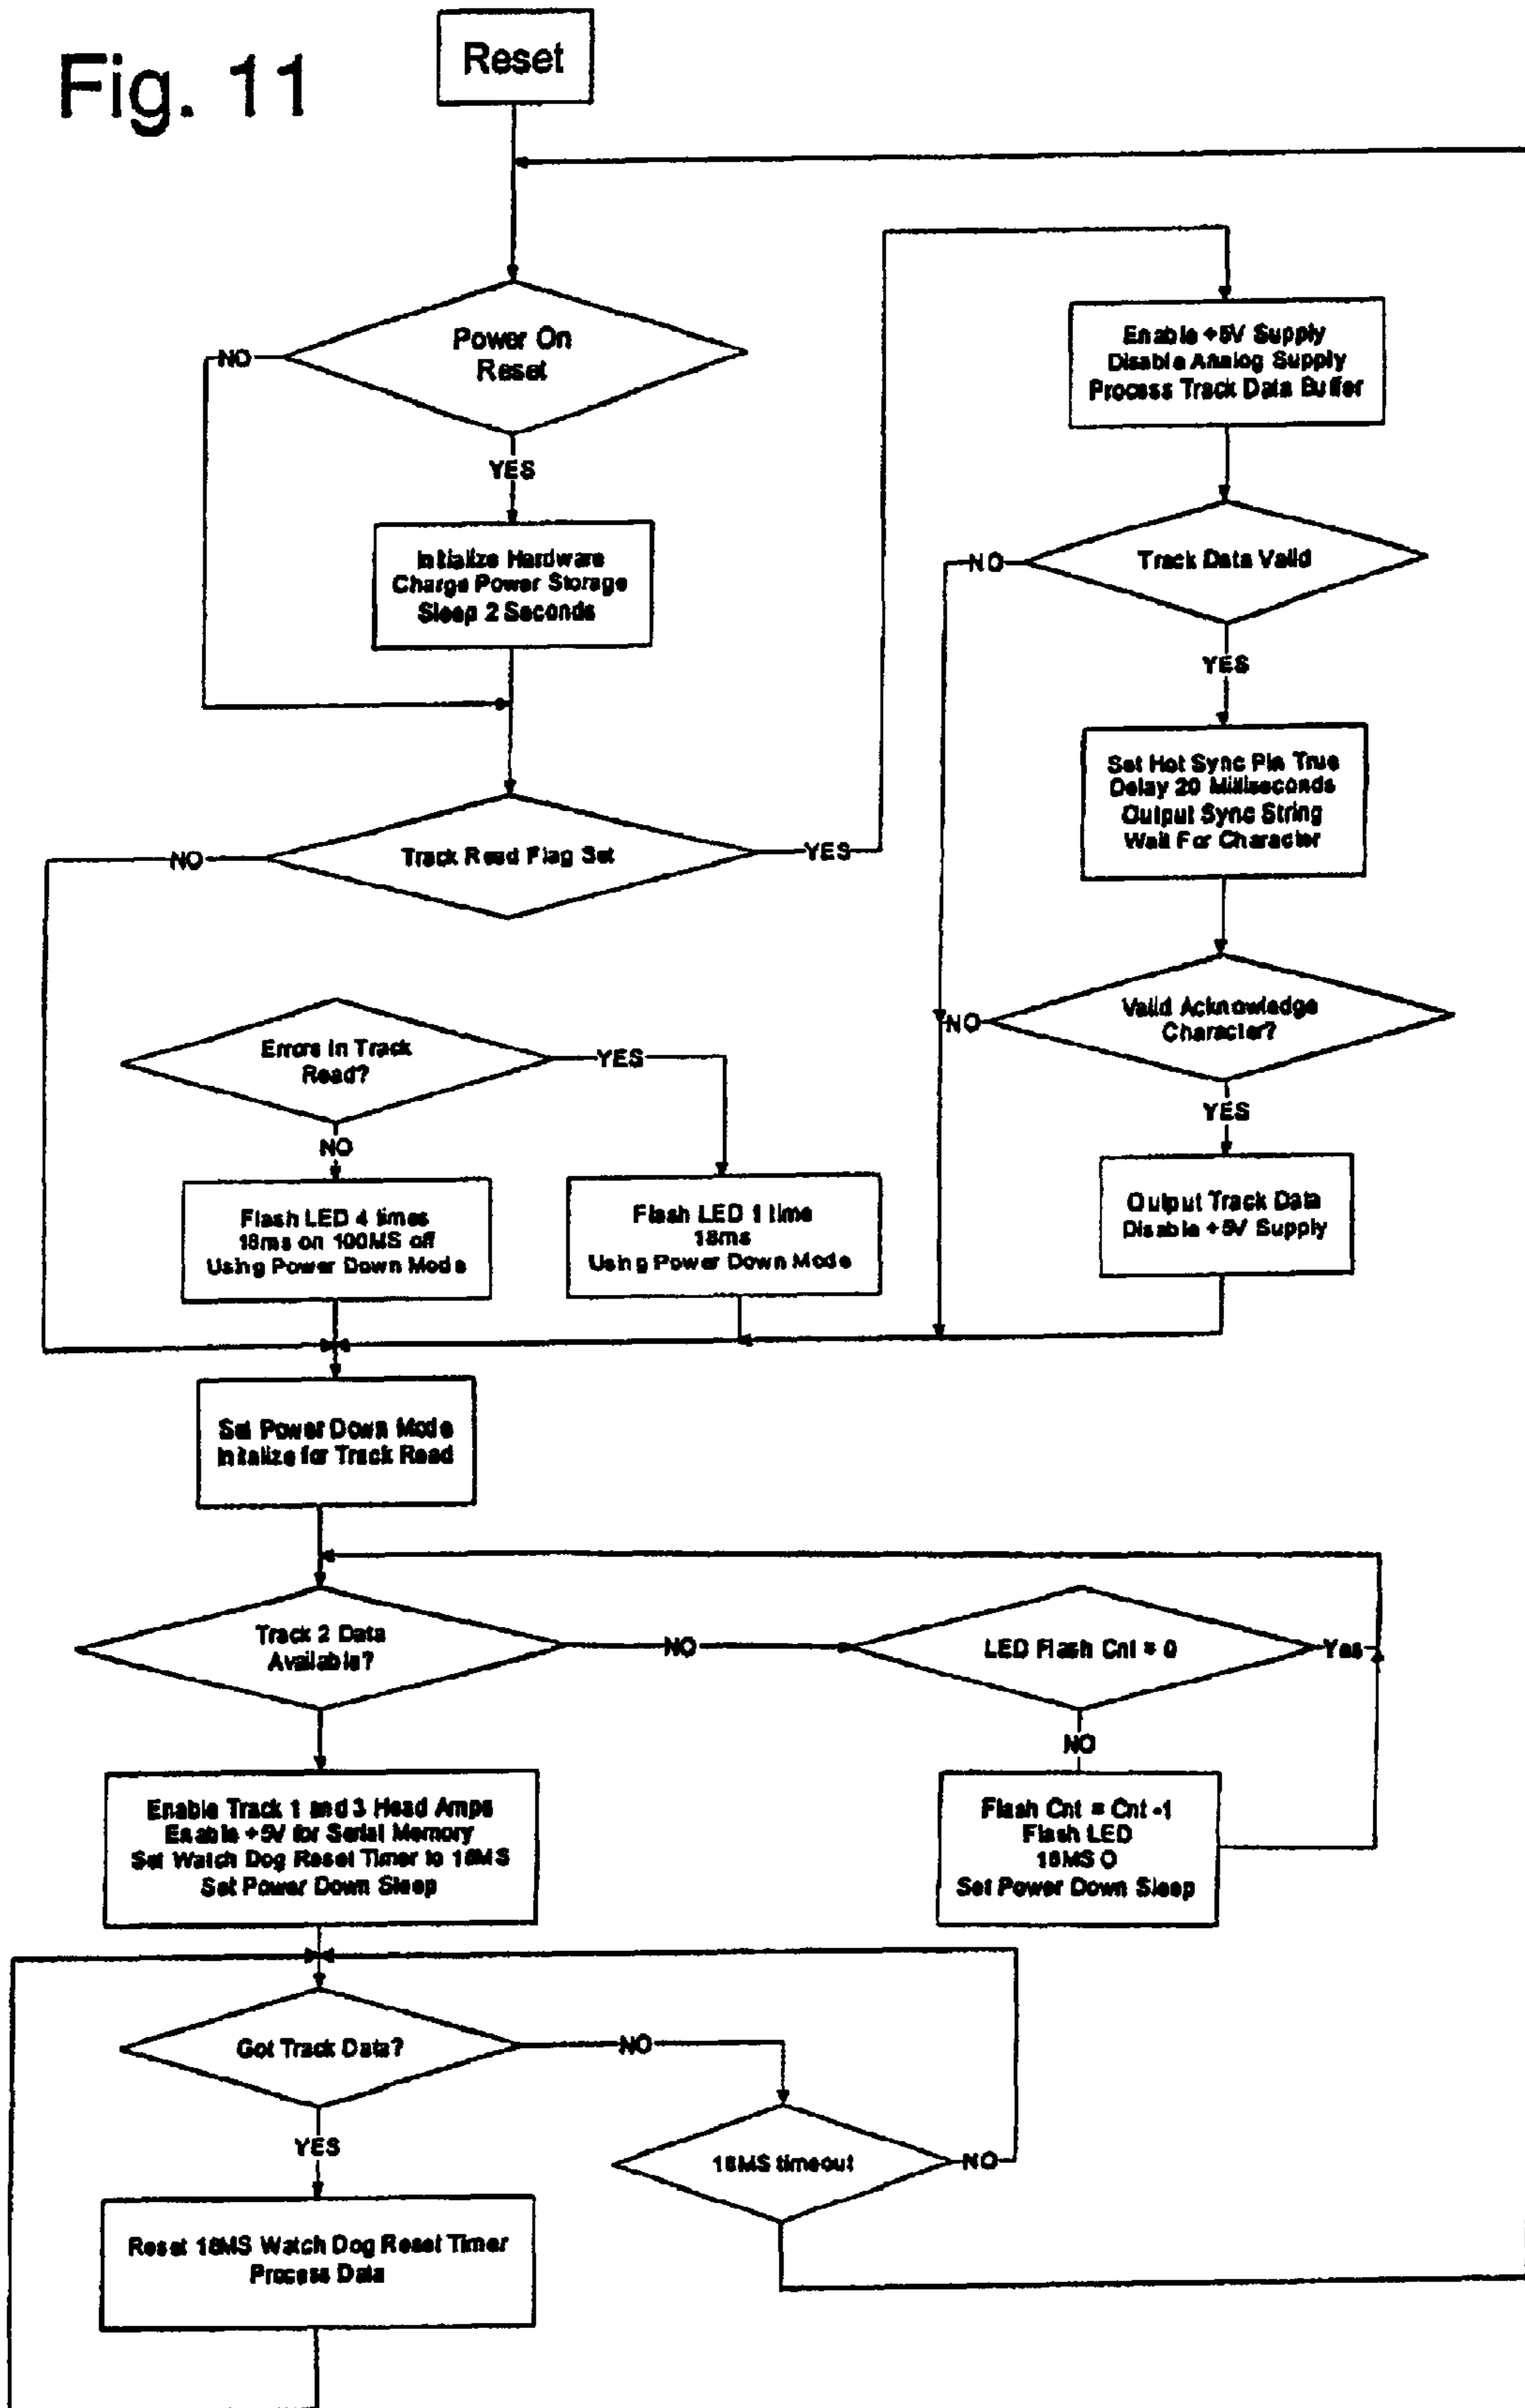 Fig. 11
Reset
Power On
Reset
NO
YES
Initialize Hardware
Charge Power Storage
Sleep 2 Seconds
Track Read Flag Set
NO
YES
Enable +5V Supply
Disable Analog Supply
Process Track Data Buffer
Track Data Valid
NO
YES
Set Hot Sync Pin True
Delay 20 Milliseconds
Output Sync String
Wait For Character
Valid Acknowledge
Character?
NO
YES
Output Track Data
Disable +5V Supply
Errors in Track
Read?
YES
NO
Flash LED 4 times
18ms on 100MS off
Using Power Down Mode
Flash LED 1 time
18ms
Using Power Down Mode
Set Power Down Mode
Initalize for Track Read
Track 2 Data
Available?
NO
LED Flash Cnt = 0
Yes
NO
Flash Cnt = Cnt -1
Flash LED
18MS O
Set Power Down Sleep
Enable Track 1 and 3 Head Amps
Enable +5V for Serial Memory
Set Watch Dog Reset Timer to 18MS
Set Power Down Sleep
Got Track Data?
NO
YES
18MS timeout
NO
Reset 18MS Watch Dog Reset Timer
Process Data